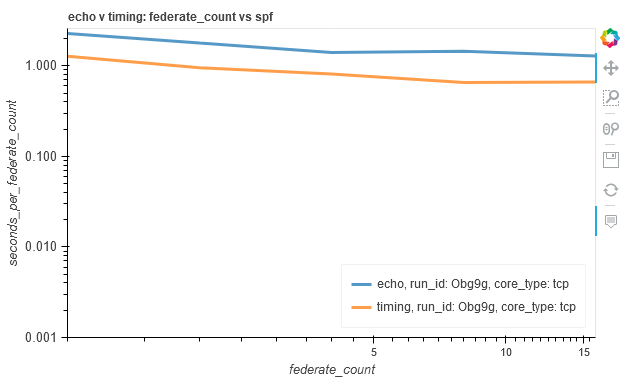 echo v timing: federate_count vs spf
seconds_per_federate_count
1.000
0.100
0.010
0.001
echo, run_id: Obg9g, core_type: tcp
timing, run_id: Obg9g, core_type: tcp
5
10
15
federate_count